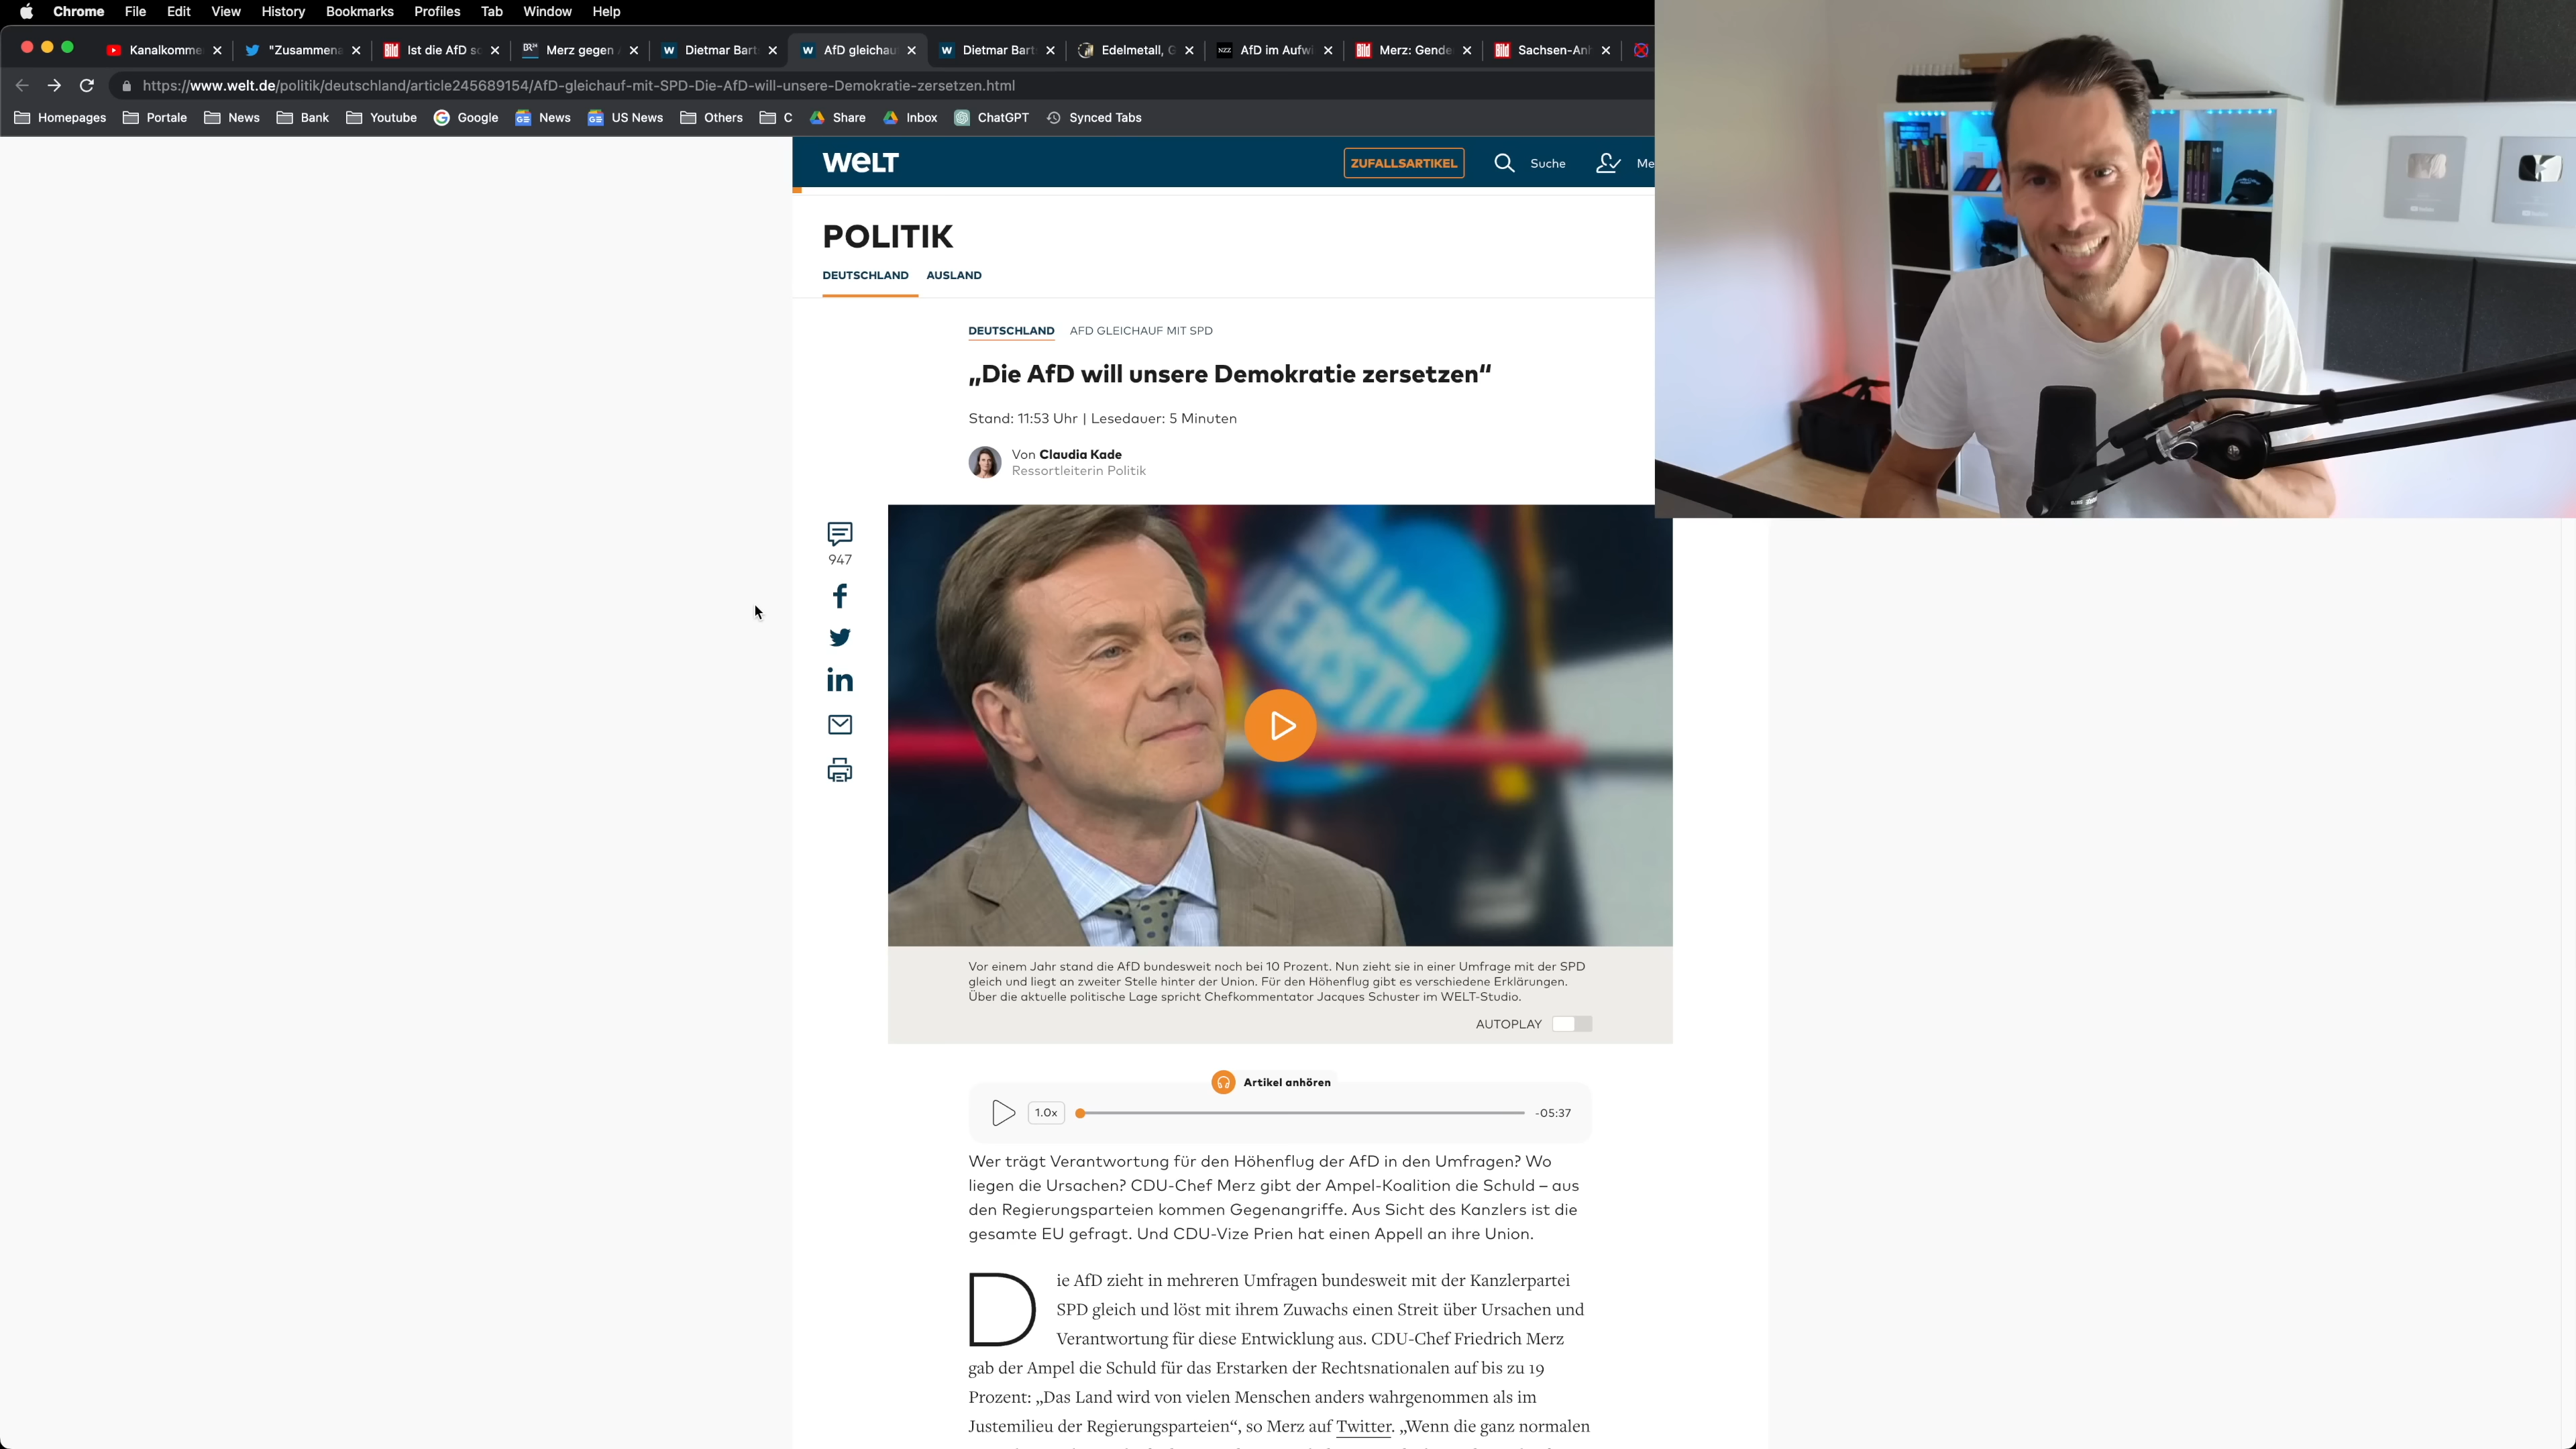 Chrome File Edit View History Bookmarks Profiles Tab Window Help
Kanalkomme "Zusammena Ist die AfD so Merz gegen Dietmar Bart AfD gleichau Dietmar Bart Edelmetall, G AfD im Aufwi Merz: Gende Sachsen-Anh
https://www.welt.de/politik/deutschland/article245689154/AfD-gleichauf-mit-SPD-Die-AfD-will-unsere-Demokratie-zersetzen.html
Homepages Portale News Bank Youtube Google News US News Others C Share Inbox ChatGPT Synced Tabs
WELT
ZUFALLSARTIKEL Suche Me
POLITIK
DEUTSCHLAND AUSLAND
DEUTSCHLAND AFD GLEICHAUF MIT SPD
„Die AfD will unsere Demokratie zersetzen“
Stand: 11:53 Uhr | Lesedauer: 5 Minuten
Von Claudia Kade
Ressortleiterin Politik
947
Vor einem Jahr stand die AfD bundesweit noch bei 10 Prozent. Nun zieht sie in einer Umfrage mit der SPD
gleich und liegt an zweiter Stelle hinter der Union. Für den Höhenflug gibt es verschiedene Erklärungen.
Über die aktuelle politische Lage spricht Chefkommentator Jacques Schuster im WELT-Studio.
AUTOPLAY
Artikel anhören
1.0x -05:37
Wer trägt Verantwortung für den Höhenflug der AfD in den Umfragen? Wo
liegen die Ursachen? CDU-Chef Merz gibt der Ampel-Koalition die Schuld – aus
den Regierungsparteien kommen Gegenangriffe. Aus Sicht des Kanzlers ist die
gesamte EU gefragt. Und CDU-Vize Prien hat einen Appell an ihre Union.
Die AfD zieht in mehreren Umfragen bundesweit mit der Kanzlerpartei
SPD gleich und löst mit ihrem Zuwachs einen Streit über Ursachen und
Verantwortung für diese Entwicklung aus. CDU-Chef Friedrich Merz
gab der Ampel die Schuld für das Erstarken der Rechtsnationalen auf bis zu 19
Prozent: „Das Land wird von vielen Menschen anders wahrgenommen als im
Justemilieu der Regierungsparteien“, so Merz auf Twitter. „Wenn die ganz normalen